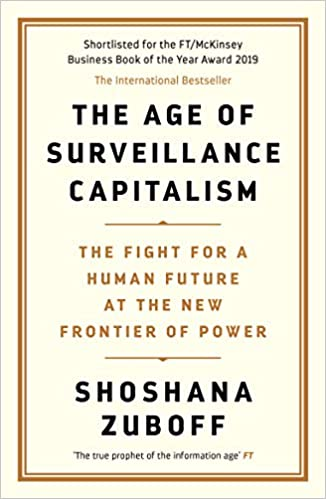 Shortlisted for the FT/McKinsey
Business Book of the Year Award 2019
The International Bestseller
THE AGE OF
SURVEILLANCE
CAPITALISM
THE FIGHT FOR A
HUMAN FUTURE
AT THE NEW
FRONTIER OF POWER
SHOSHANA
ZUBOFF
'The true prophet of the information age' FT